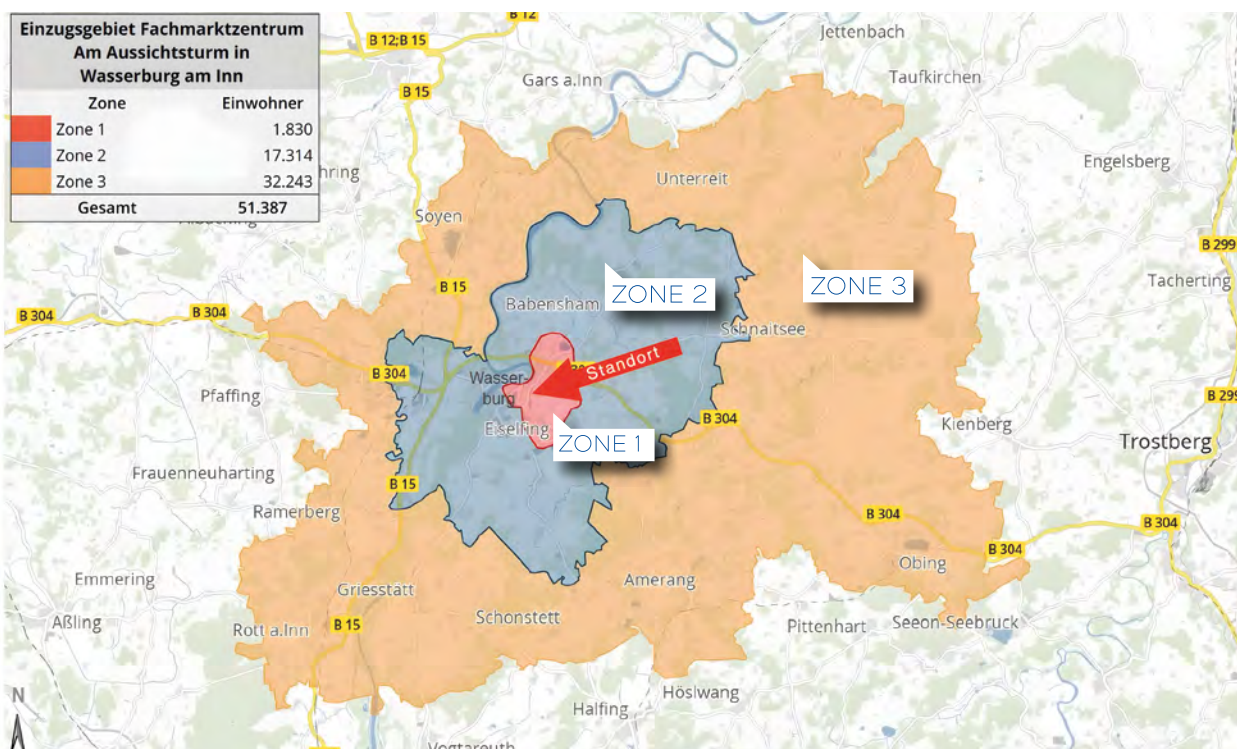 Einzugsgebiet Fachmarktzentrum
Am Aussichtsturm in
Wasserburg am Inn
Zone Einwohner
Zone 1 1.830
Zone 2 17.314
Zone 3 32.243
Gesamt 51.387
B 12
B 12;B 15
Jettenbach
Gars a.Inn
Taufkirchen
B 15
Engelsberg
Unterreit
Soyen
B 299
Tacherting
ZONE 2
ZONE 3
B 15
Babensham
B 304
B 304
Schnaitsee
Standort
B 304
Wasser-
burg
Pfaffing
B 299
Kienberg
B 304
Eiselfing
ZONE 1
Trostberg
Frauenneuharting
B 15
Ramerberg
B 304
B 304
B 304
Obing
Emmering
Amerang
Griesstätt
Schonstett
Aßling
Rott a.Inn
B 15
Pittenhart
Seeon-Seebruck
Höslwang
N
Halfing
Vogtareuth